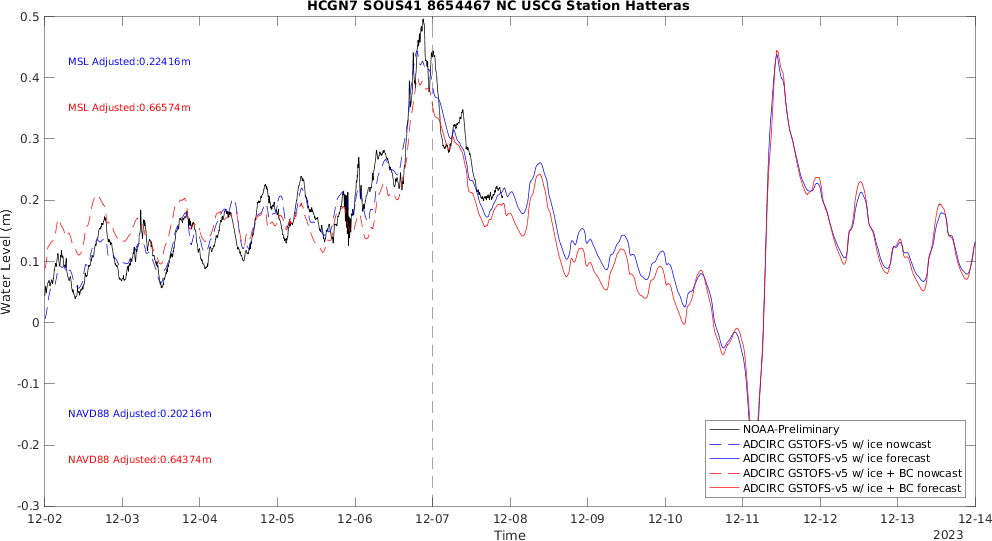 HCGN7 SOUS41 8654467 NC USCG Station Hatteras
0.5
0.4
0.3
0.2
0.1
0
-0.1
-0.2
-0.3
Water Level (m)
MSL Adjusted:0.22416m
MSL Adjusted:0.66574m
NAVD88 Adjusted:0.20216m
NAVD88 Adjusted:0.64374m
NOAA-Preliminary
ADCIRC GSTOFS-v5 w/ ice nowcast
ADCIRC GSTOFS-v5 w/ ice forecast
ADCIRC GSTOFS-v5 w/ ice + BC nowcast
ADCIRC GSTOFS-v5 w/ ice + BC forecast
12-02 12-03 12-04 12-05 12-06 12-07 12-08 12-09 12-10 12-11 12-12 12-13 12-14
Time
2023